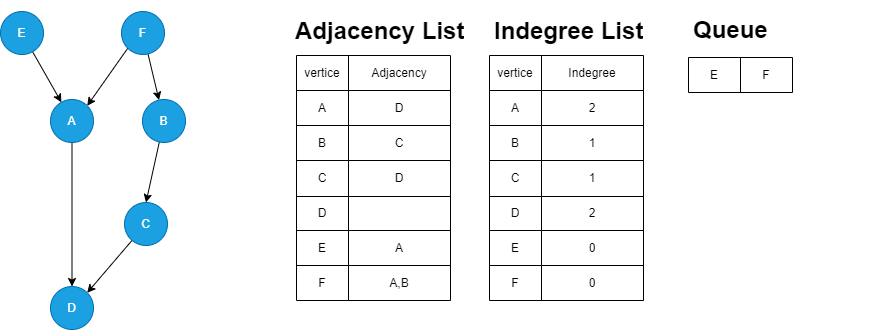 E F
A B
C
D
Adjacency List
vertice Adjacency
A D
B C
C D
D
E A
F A,B
Indegree List
vertice Indegree
A 2
B 1
C 1
D 2
E 0
F 0
Queue
E F